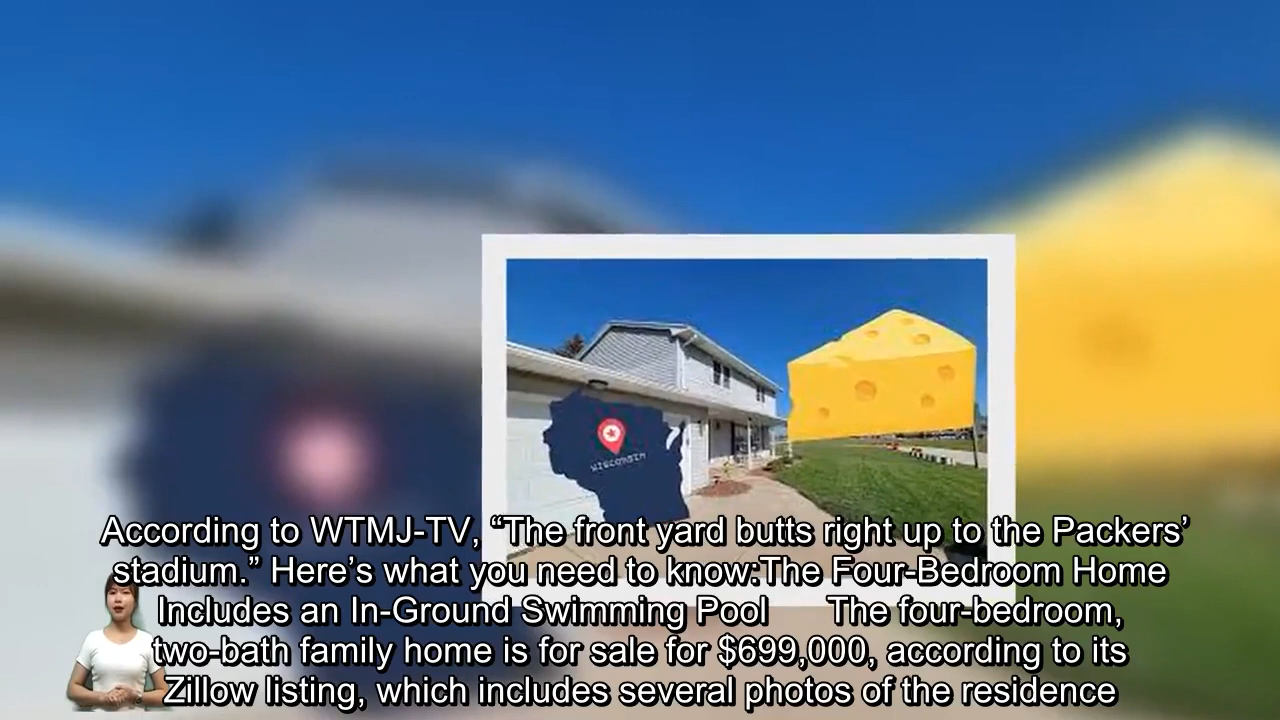 WISCONSIN
According to WTMJ-TV, “The front yard butts right up to the Packers’
stadium.” Here’s what you need to know:The Four-Bedroom Home
Includes an In-Ground Swimming Pool The four-bedroom,
two-bath family home is for sale for $699,000, according to its
Zillow listing, which includes several photos of the residence